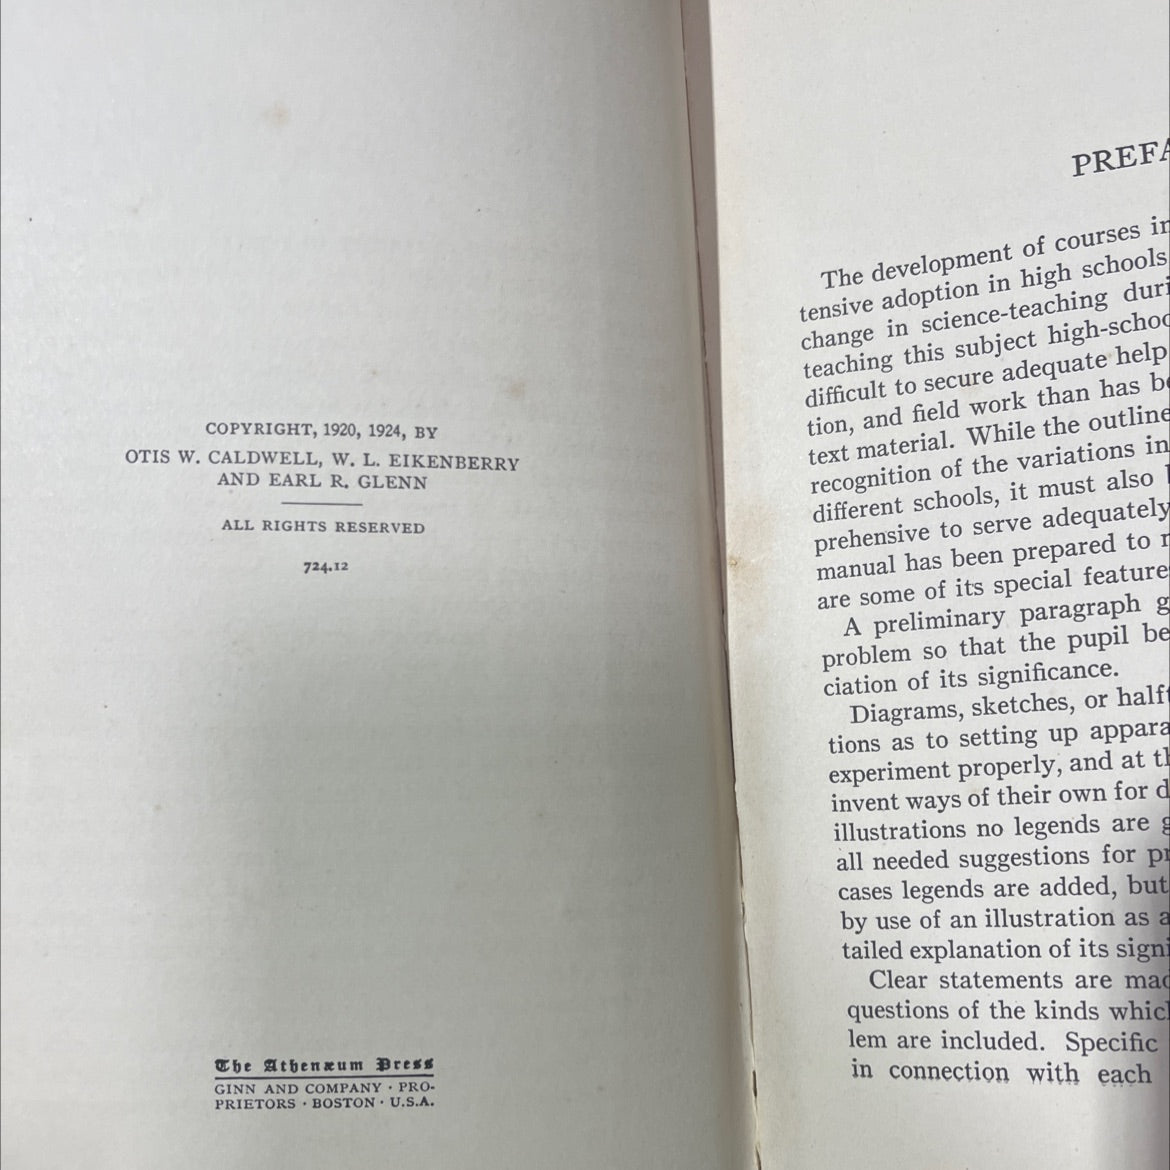 COPYRIGHT, 1920, 1924, BY
OTIS W. CALDWELL, W. L. EIKENBERRY
AND EARL R. GLENN
ALL RIGHTS RESERVED
724.12
The Athenæum Press
GINN AND COMPANY · PRO-
PRIETORS · BOSTON · U.S.A.
PREFA
The development of courses in
tensive adoption in high schools
change in science-teaching duri
teaching this subject high-schoo
difficult to secure adequate help
tion, and field work than has be
text material. While the outline
recognition of the variations in
different schools, it must also
prehensive to serve adequately
manual has been prepared to
are some of its special feature
A preliminary paragraph g
problem so that the pupil be
ciation of its significance.
Diagrams, sketches, or halft
tions as to setting up appara
experiment properly, and at th
invent ways of their own for d
illustrations no legends are g
all needed suggestions for pr
cases legends are added, but
by use of an illustration as a
tailed explanation of its signi
Clear statements are mad
questions of the kinds which
lem are included. Specific
in connection with each